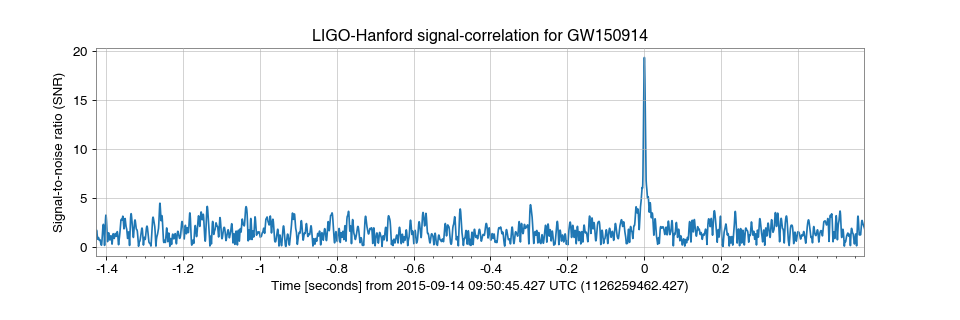 LIGO-Hanford signal-correlation for GW150914
Signal-to-noise ratio (SNR)
20
15
10
5
0
-1.4 -1.2 -1 -0.8 -0.6 -0.4 -0.2 0 0.2 0.4
Time [seconds] from 2015-09-14 09:50:45.427 UTC (1126259462.427)